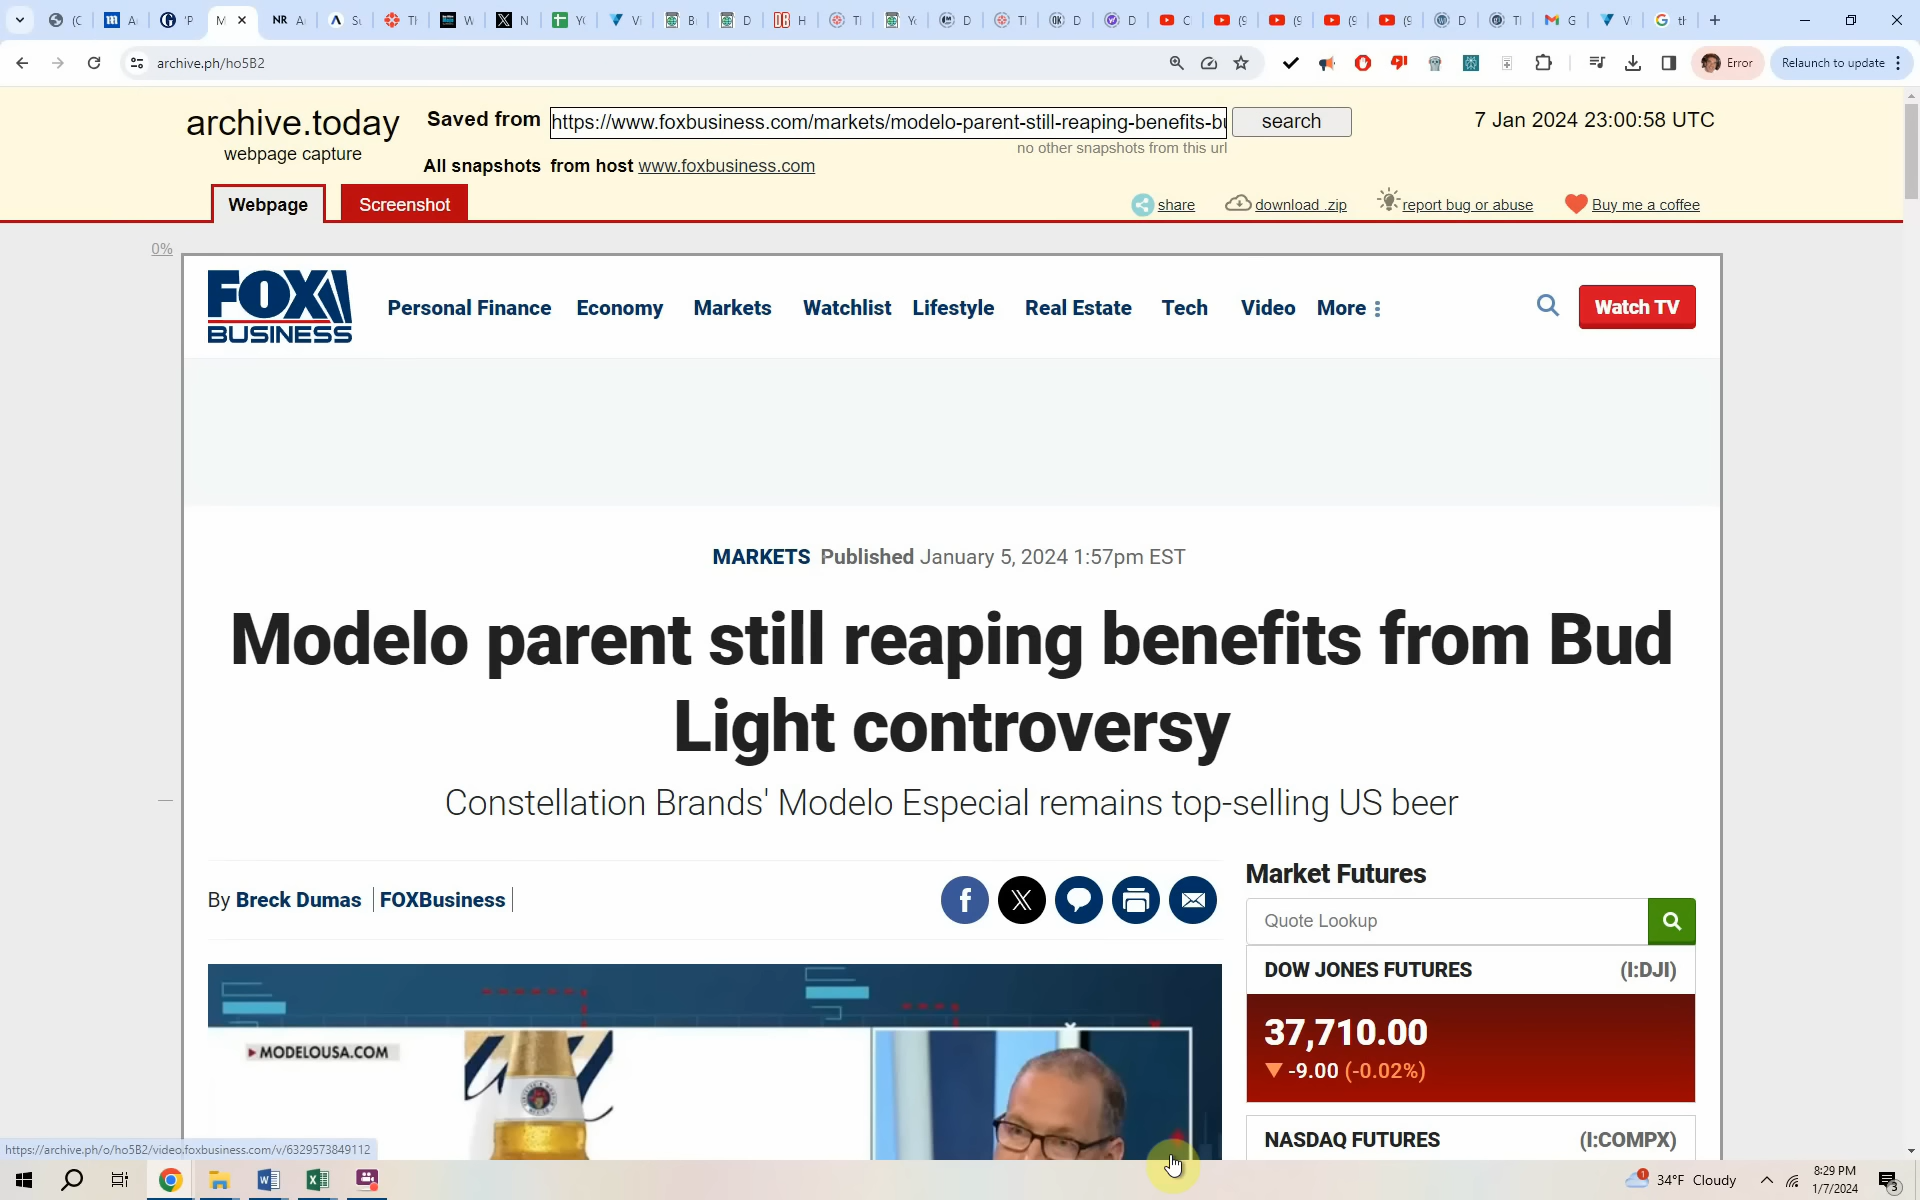 archive.ph/ho5B2
Error
Relaunch to update
archive.today
webpage capture
Saved from
https://www.foxbusiness.com/markets/modelo-parent-still-reaping-benefits-bu
search
no other snapshots from this url
7 Jan 2024 23:00:58 UTC
All snapshots from host www.foxbusiness.com
Webpage
Screenshot
share
download .zip
report bug or abuse
Buy me a coffee
0%
FOX
BUSINESS
Personal Finance
Economy
Markets
Watchlist
Lifestyle
Real Estate
Tech
Video
More
Watch TV
MARKETS Published January 5, 2024 1:57pm EST
Modelo parent still reaping benefits from Bud
Light controversy
Constellation Brands' Modelo Especial remains top-selling US beer
By Breck Dumas
FOXBusiness
Market Futures
Quote Lookup
DOW JONES FUTURES (I:DJI)
37,710.00
-9.00 (-0.02%)
NASDAQ FUTURES (I:COMPX)
MODELOUSA.COM
https://archive.ph/o/ho5B2/video.foxbusiness.com/v/6329573849112
34°F Cloudy
8:29 PM
1/7/2024
3